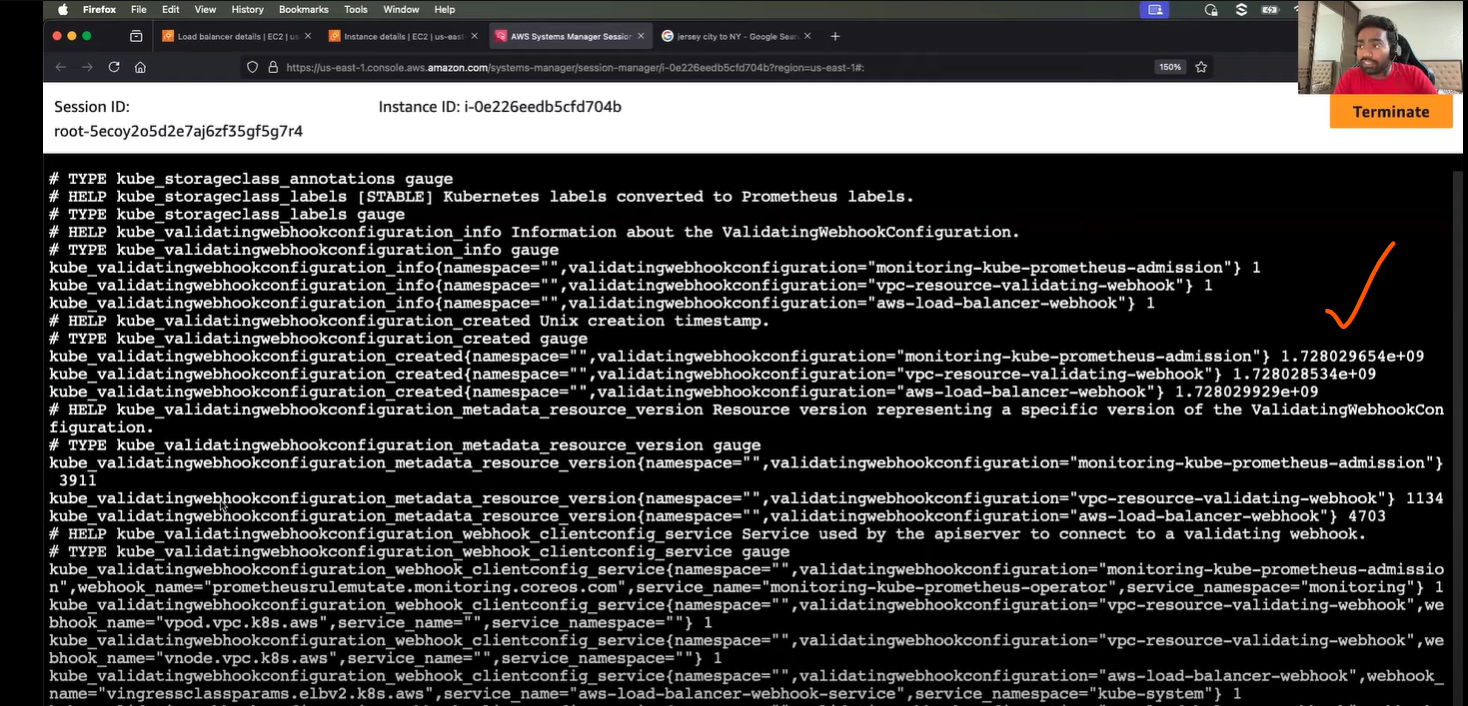 Firefox File Edit View History Bookmarks Tools Window Help
Load balancer details | EC2 | us- Instance details | EC2 | us-east- AWS Systems Manager Session jersey city to NY - Google Sear
https://us-east-1.console.aws.amazon.com/systems-manager/session-manager/i-0e226eedb5cfd704b?region=us-east-1#: 150%
Session ID: Instance ID: i-0e226eedb5cfd704b
root-5ecoy2o5d2e7aj6zf35gf5g7r4
Terminate
# TYPE kube_storageclass_annotations gauge
# HELP kube_storageclass_labels [STABLE] Kubernetes labels converted to Prometheus labels.
# TYPE kube_storageclass_labels gauge
# HELP kube_validatingwebhookconfiguration_info Information about the ValidatingWebhookConfiguration.
# TYPE kube_validatingwebhookconfiguration_info gauge
kube_validatingwebhookconfiguration_info{namespace="",validatingwebhookconfiguration="monitoring-kube-prometheus-admission"} 1
kube_validatingwebhookconfiguration_info{namespace="",validatingwebhookconfiguration="vpc-resource-validating-webhook"} 1
kube_validatingwebhookconfiguration_info{namespace="",validatingwebhookconfiguration="aws-load-balancer-webhook"} 1
# HELP kube_validatingwebhookconfiguration_created Unix creation timestamp.
# TYPE kube_validatingwebhookconfiguration_created gauge
kube_validatingwebhookconfiguration_created{namespace="",validatingwebhookconfiguration="monitoring-kube-prometheus-admission"} 1.728029654e+09
kube_validatingwebhookconfiguration_created{namespace="",validatingwebhookconfiguration="vpc-resource-validating-webhook"} 1.728028534e+09
kube_validatingwebhookconfiguration_created{namespace="",validatingwebhookconfiguration="aws-load-balancer-webhook"} 1.728029929e+09
# HELP kube_validatingwebhookconfiguration_metadata_resource_version Resource version representing a specific version of the ValidatingWebhookCon
figuration.
# TYPE kube_validatingwebhookconfiguration_metadata_resource_version gauge
kube_validatingwebhookconfiguration_metadata_resource_version{namespace="",validatingwebhookconfiguration="monitoring-kube-prometheus-admission"}
3911
kube_validatingwebhookconfiguration_metadata_resource_version{namespace="",validatingwebhookconfiguration="vpc-resource-validating-webhook"} 1134
kube_validatingwebhookconfiguration_metadata_resource_version{namespace="",validatingwebhookconfiguration="aws-load-balancer-webhook"} 4703
# HELP kube_validatingwebhookconfiguration_webhook_clientconfig_service Service used by the apiserver to connect to a validating webhook.
# TYPE kube_validatingwebhookconfiguration_webhook_clientconfig_service gauge
kube_validatingwebhookconfiguration_webhook_clientconfig_service{namespace="",validatingwebhookconfiguration="monitoring-kube-prometheus-admissio
n",webhook_name="prometheusrulemutate.monitoring.coreos.com",service_name="monitoring-kube-prometheus-operator",service_namespace="monitoring"} 1
kube_validatingwebhookconfiguration_webhook_clientconfig_service{namespace="",validatingwebhookconfiguration="vpc-resource-validating-webhook",we
bhook_name="vpod.vpc.k8s.aws",service_name="",service_namespace=""} 1
kube_validatingwebhookconfiguration_webhook_clientconfig_service{namespace="",validatingwebhookconfiguration="vpc-resource-validating-webhook",we
bhook_name="vnode.vpc.k8s.aws",service_name="",service_namespace=""} 1
kube_validatingwebhookconfiguration_webhook_clientconfig_service{namespace="",validatingwebhookconfiguration="aws-load-balancer-webhook",webhook_
name="vingressclassparams.elbv2.k8s.aws",service_name="aws-load-balancer-webhook-service",service_namespace="kube-system"} 1